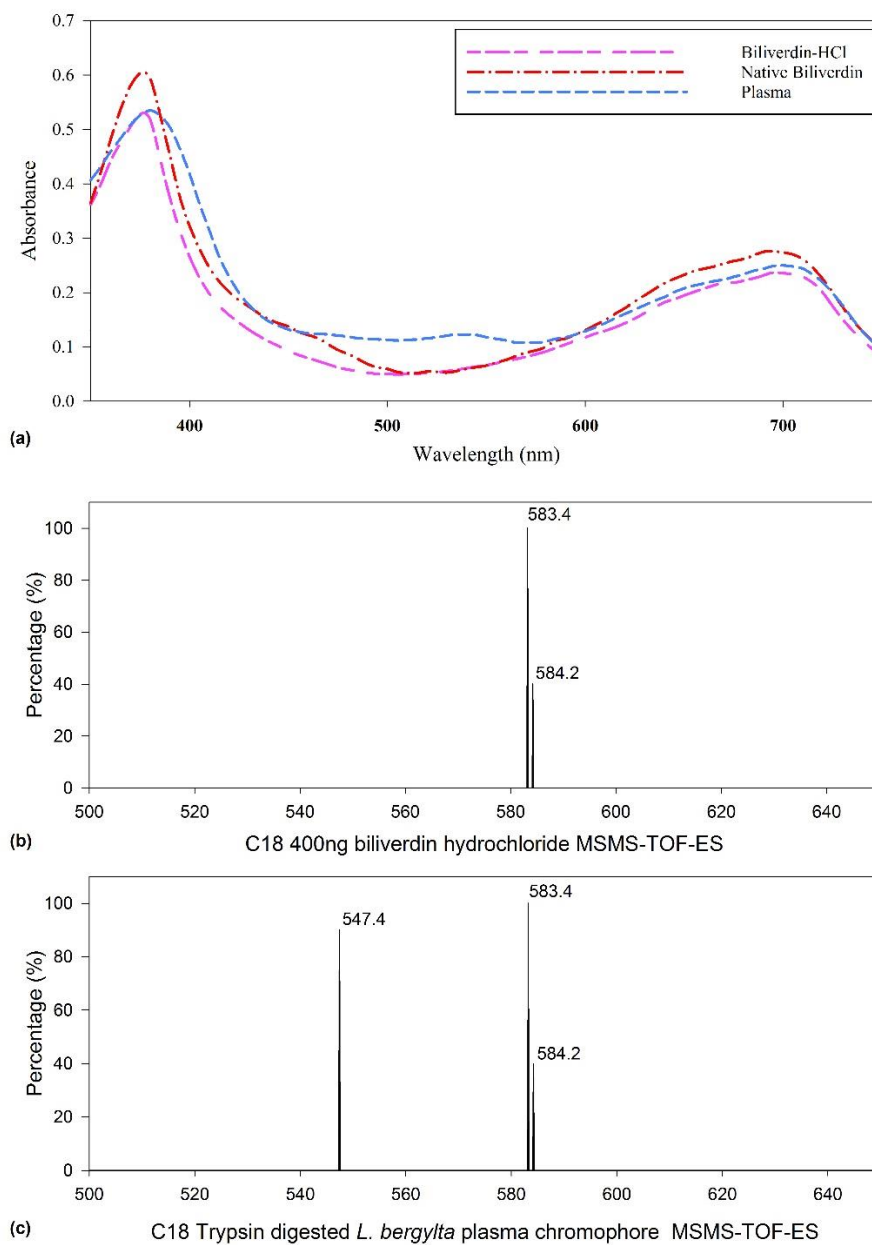 0.7
0.6
0.5
0.4
0.3
0.2
0.1
0.0
Absorbance
Biliverdin-HCl
Native Biliverdin
Plasma
400 500 600 700
Wavelength (nm)
(a)
100
80
60
40
20
0
Percentage (%)
583.4
584.2
500 520 540 560 580 600 620 640
(b)
C18 400ng biliverdin hydrochloride MSMS-TOF-ES
100
80
60
40
20
0
Percentage (%)
547.4
583.4
584.2
500 520 540 560 580 600 620 640
(c)
C18 Trypsin digested L. bergylta plasma chromophore MSMS-TOF-ES